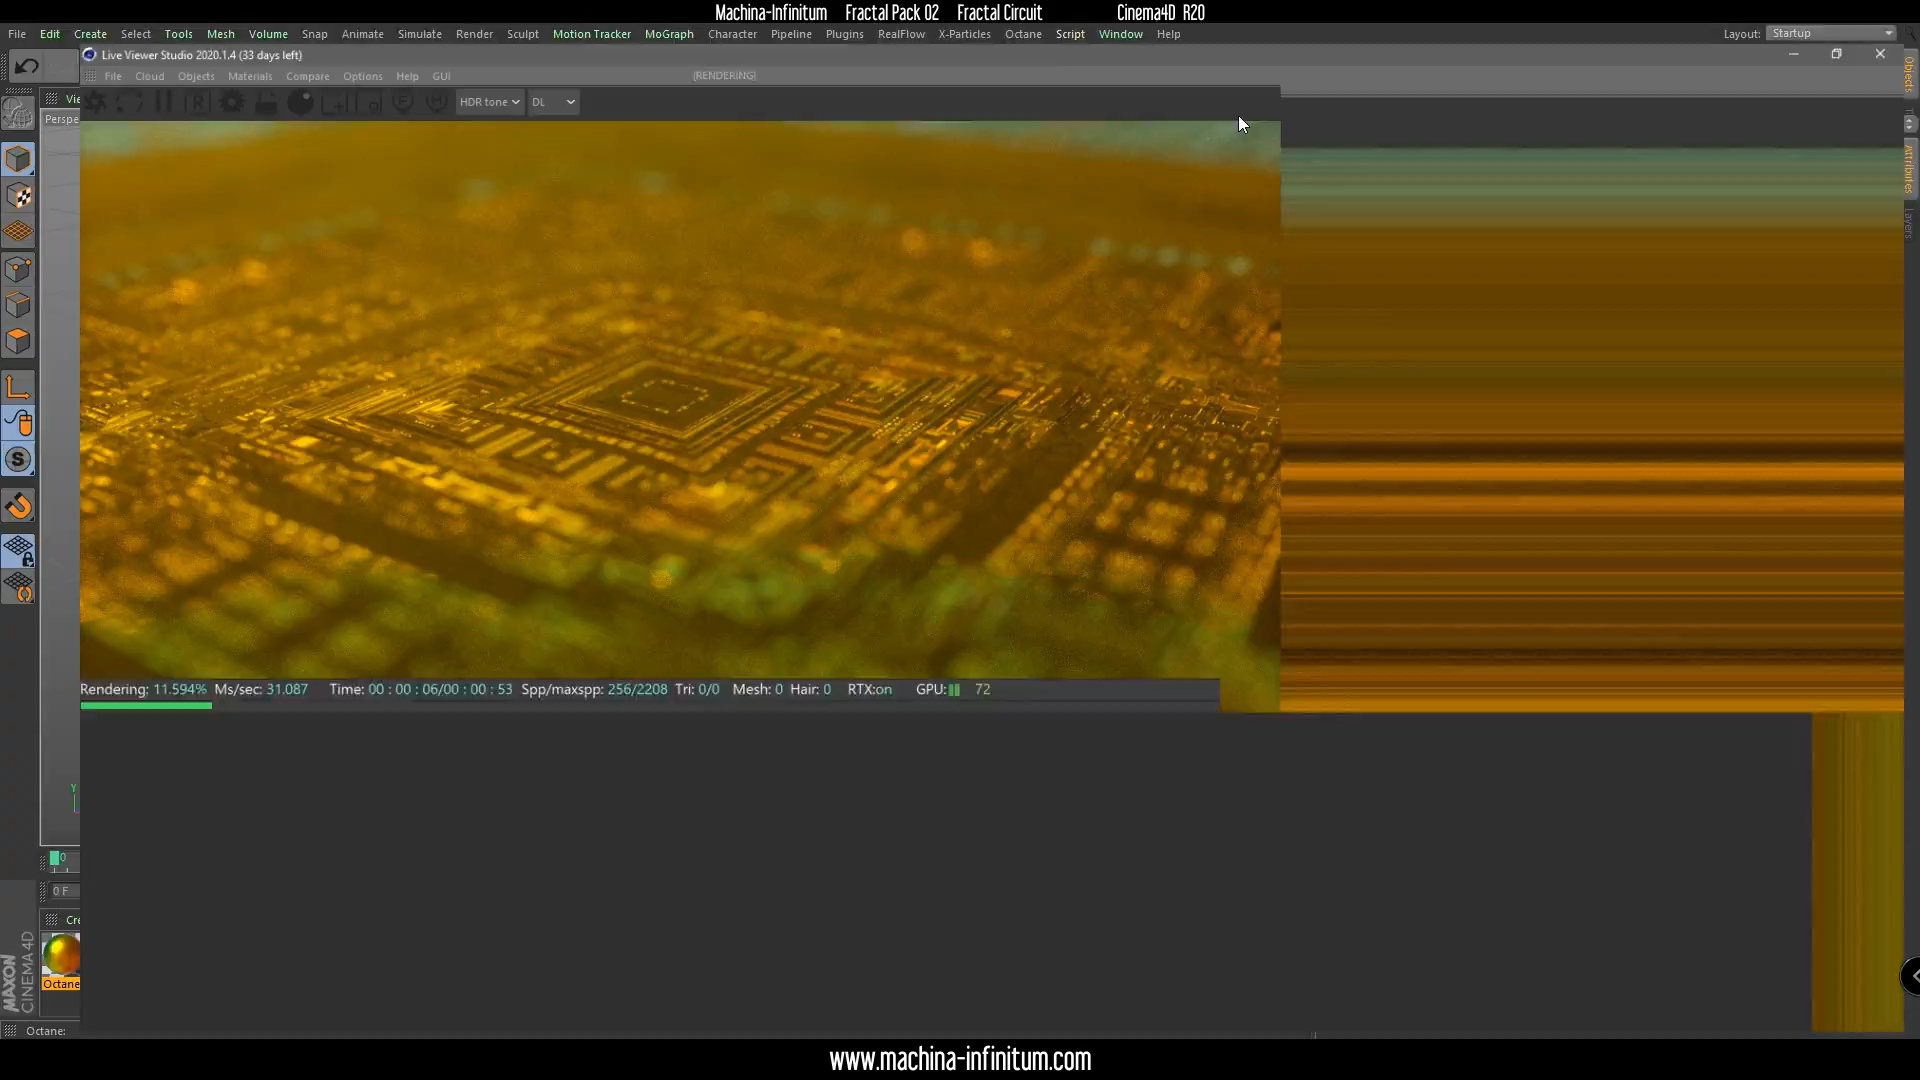 Machina-Infinitum Fractal Pack 02 Fractal Circuit Cinema4D R20
File Edit Create Select Tools Mesh Volume Snap Animate Simulate Render Sculpt Motion Tracker MoGraph Character Pipeline Plugins RealFlow X-Particles Octane Script Window Help Layout: Startup
Live Viewer Studio 2020.1.4 (33 days left)
File Cloud Objects Materials Compare Options Help GUI [RENDERING]
HDR tone DL
Objects
Attributes
Layers
Rendering: 11.594% Ms/sec: 31.087 Time: 00 : 00 : 06/00 : 00 : 53 Spp/maxspp: 256/2208 Tri: 0/0 Mesh: 0 Hair: 0 RTX:on GPU: 72
Y
0
0 F
Octane
MAXON
CINEMA 4D
Octane:
www.machina-infinitum.com